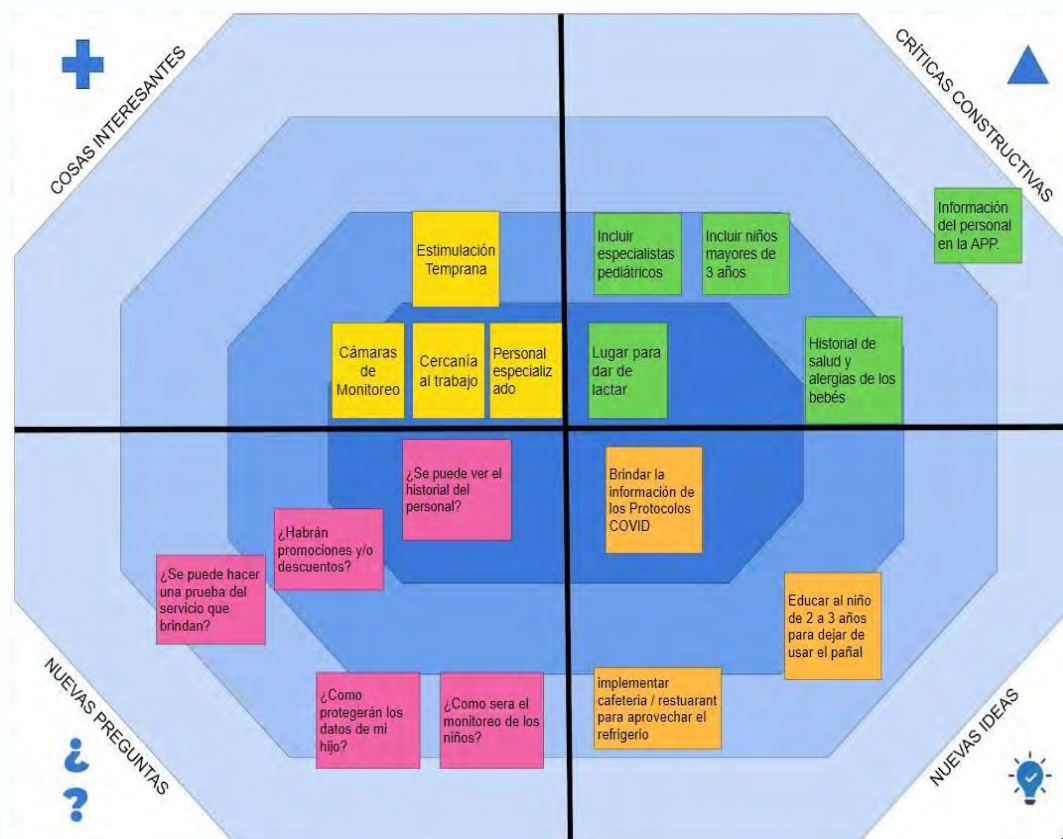 COSAS INTERESANTES
CRÍTICAS CONSTRUCTIVAS
Estimulación
Temprana
Cámaras
de
Monitoreo
Cercanía
al trabajo
Personal
especializ
ado
Incluir
especialistas
pediátricos
Incluir niños
mayores de
3 años
Información
del personal
en la APP.
Lugar para
dar de
lactar
Historial de
salud y
alergias de los
bebés
¿Se puede ver el
historial del
personal?
¿Habrán
promociones y/o
descuentos?
¿Se puede hacer
una prueba del
servicio que
brindan?
¿Como
protegerán los
datos de mi
hijo?
¿Como sera el
monitoreo de los
niños?
Brindar la
información de
los Protocolos
COVID
Educar al niño
de 2 a 3 años
para dejar de
usar el pañal
implementar
cafeteria / restuarant
para aprovechar el
refrigerio
NUEVAS PREGUNTAS
¿
?
NUEVAS IDEAS